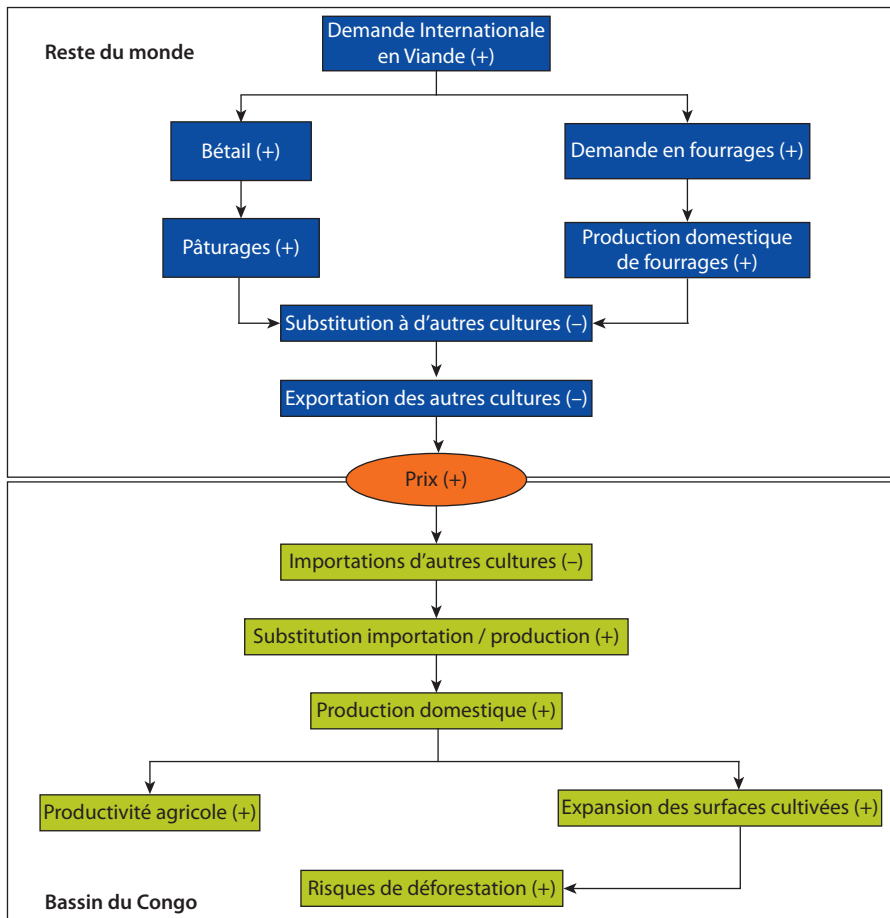 Reste du monde
Demande Internationale
en Viande (+)
Bétail (+)
Demande en fourrages (+)
Pâturages (+)
Production domestique
de fourrages (+)
Substitution à d'autres cultures (–)
Exportation des autres cultures (–)
Prix (+)
Importations d'autres cultures (–)
Substitution importation / production (+)
Production domestique (+)
Productivité agricole (+)
Expansion des surfaces cultivées (+)
Risques de déforestation (+)
Bassin du Congo